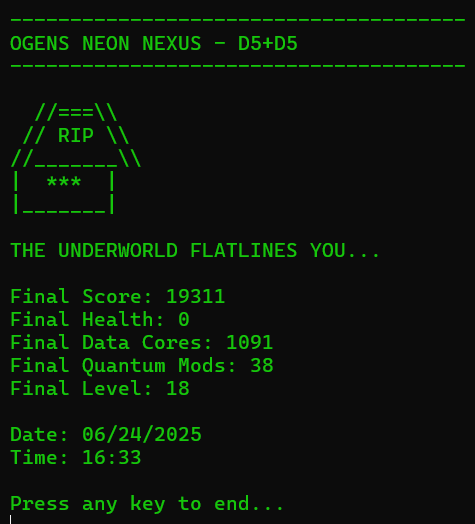 --------------------------------------
OGENS NEON NEXUS - D5+D5
--------------------------------------
  //===\\
 // RIP \\
//_______\\
|  ***  |
|_______|
THE UNDERWORLD FLATLINES YOU...
Final Score: 19311
Final Health: 0
Final Data Cores: 1091
Final Quantum Mods: 38
Final Level: 18
Date: 06/24/2025
Time: 16:33
Press any key to end...